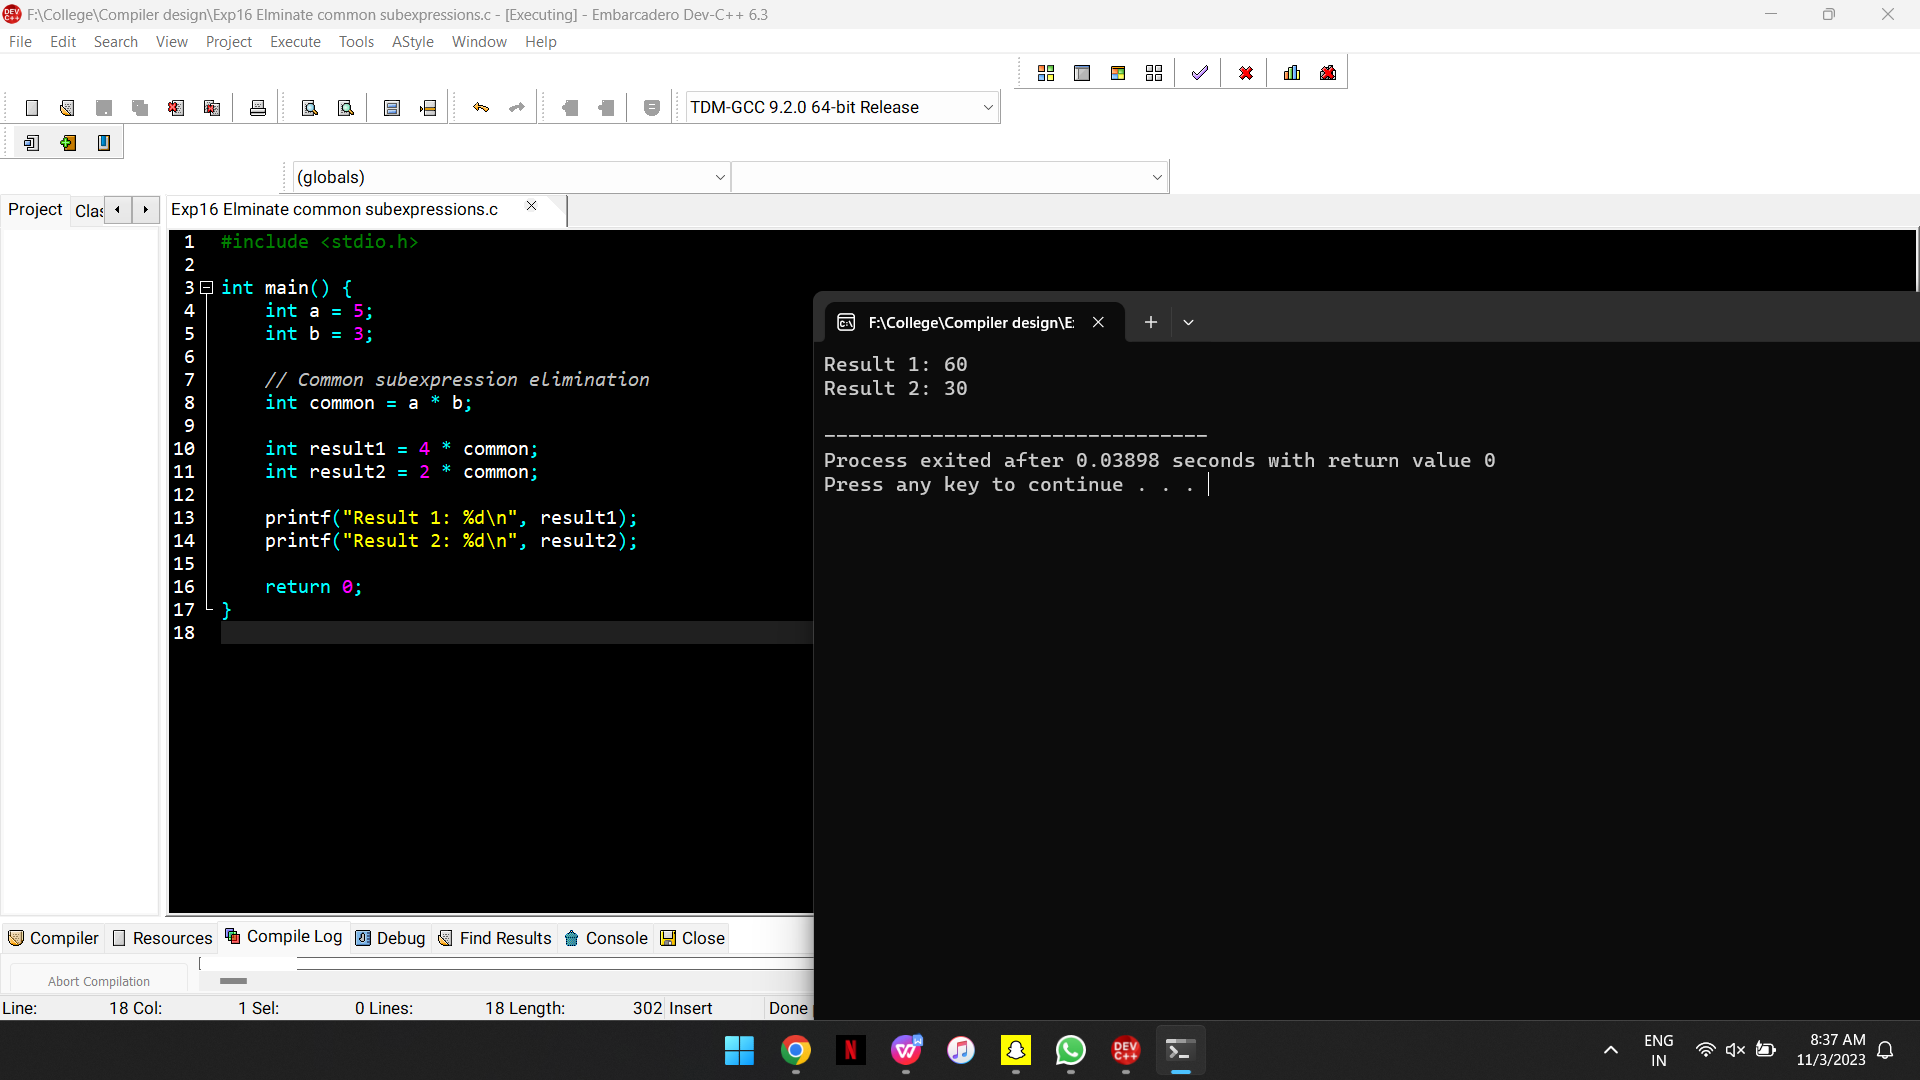 F:\College\Compiler design\Exp16 Elminate common subexpressions.c - [Executing] - Embarcadero Dev-C++ 6.3
File Edit Search View Project Execute Tools AStyle Window Help
TDM-GCC 9.2.0 64-bit Release
(globals)
Project Clas
Exp16 Elminate common subexpressions.c
1 #include <stdio.h>
2
3 int main() {
4 int a = 5;
5 int b = 3;
6
7 // Common subexpression elimination
8 int common = a * b;
9
10 int result1 = 4 * common;
11 int result2 = 2 * common;
12
13 printf("Result 1: %d\n", result1);
14 printf("Result 2: %d\n", result2);
15
16 return 0;
17 }
18
F:\College\Compiler design\E:
Result 1: 60
Result 2: 30
--------------------------------
Process exited after 0.03898 seconds with return value 0
Press any key to continue . . .
Compiler Resources Compile Log Debug Find Results Console Close
Abort Compilation
Line: 18 Col: 1 Sel: 0 Lines: 18 Length: 302 Insert Done
DEV C++
ENG
IN
8:37 AM
11/3/2023